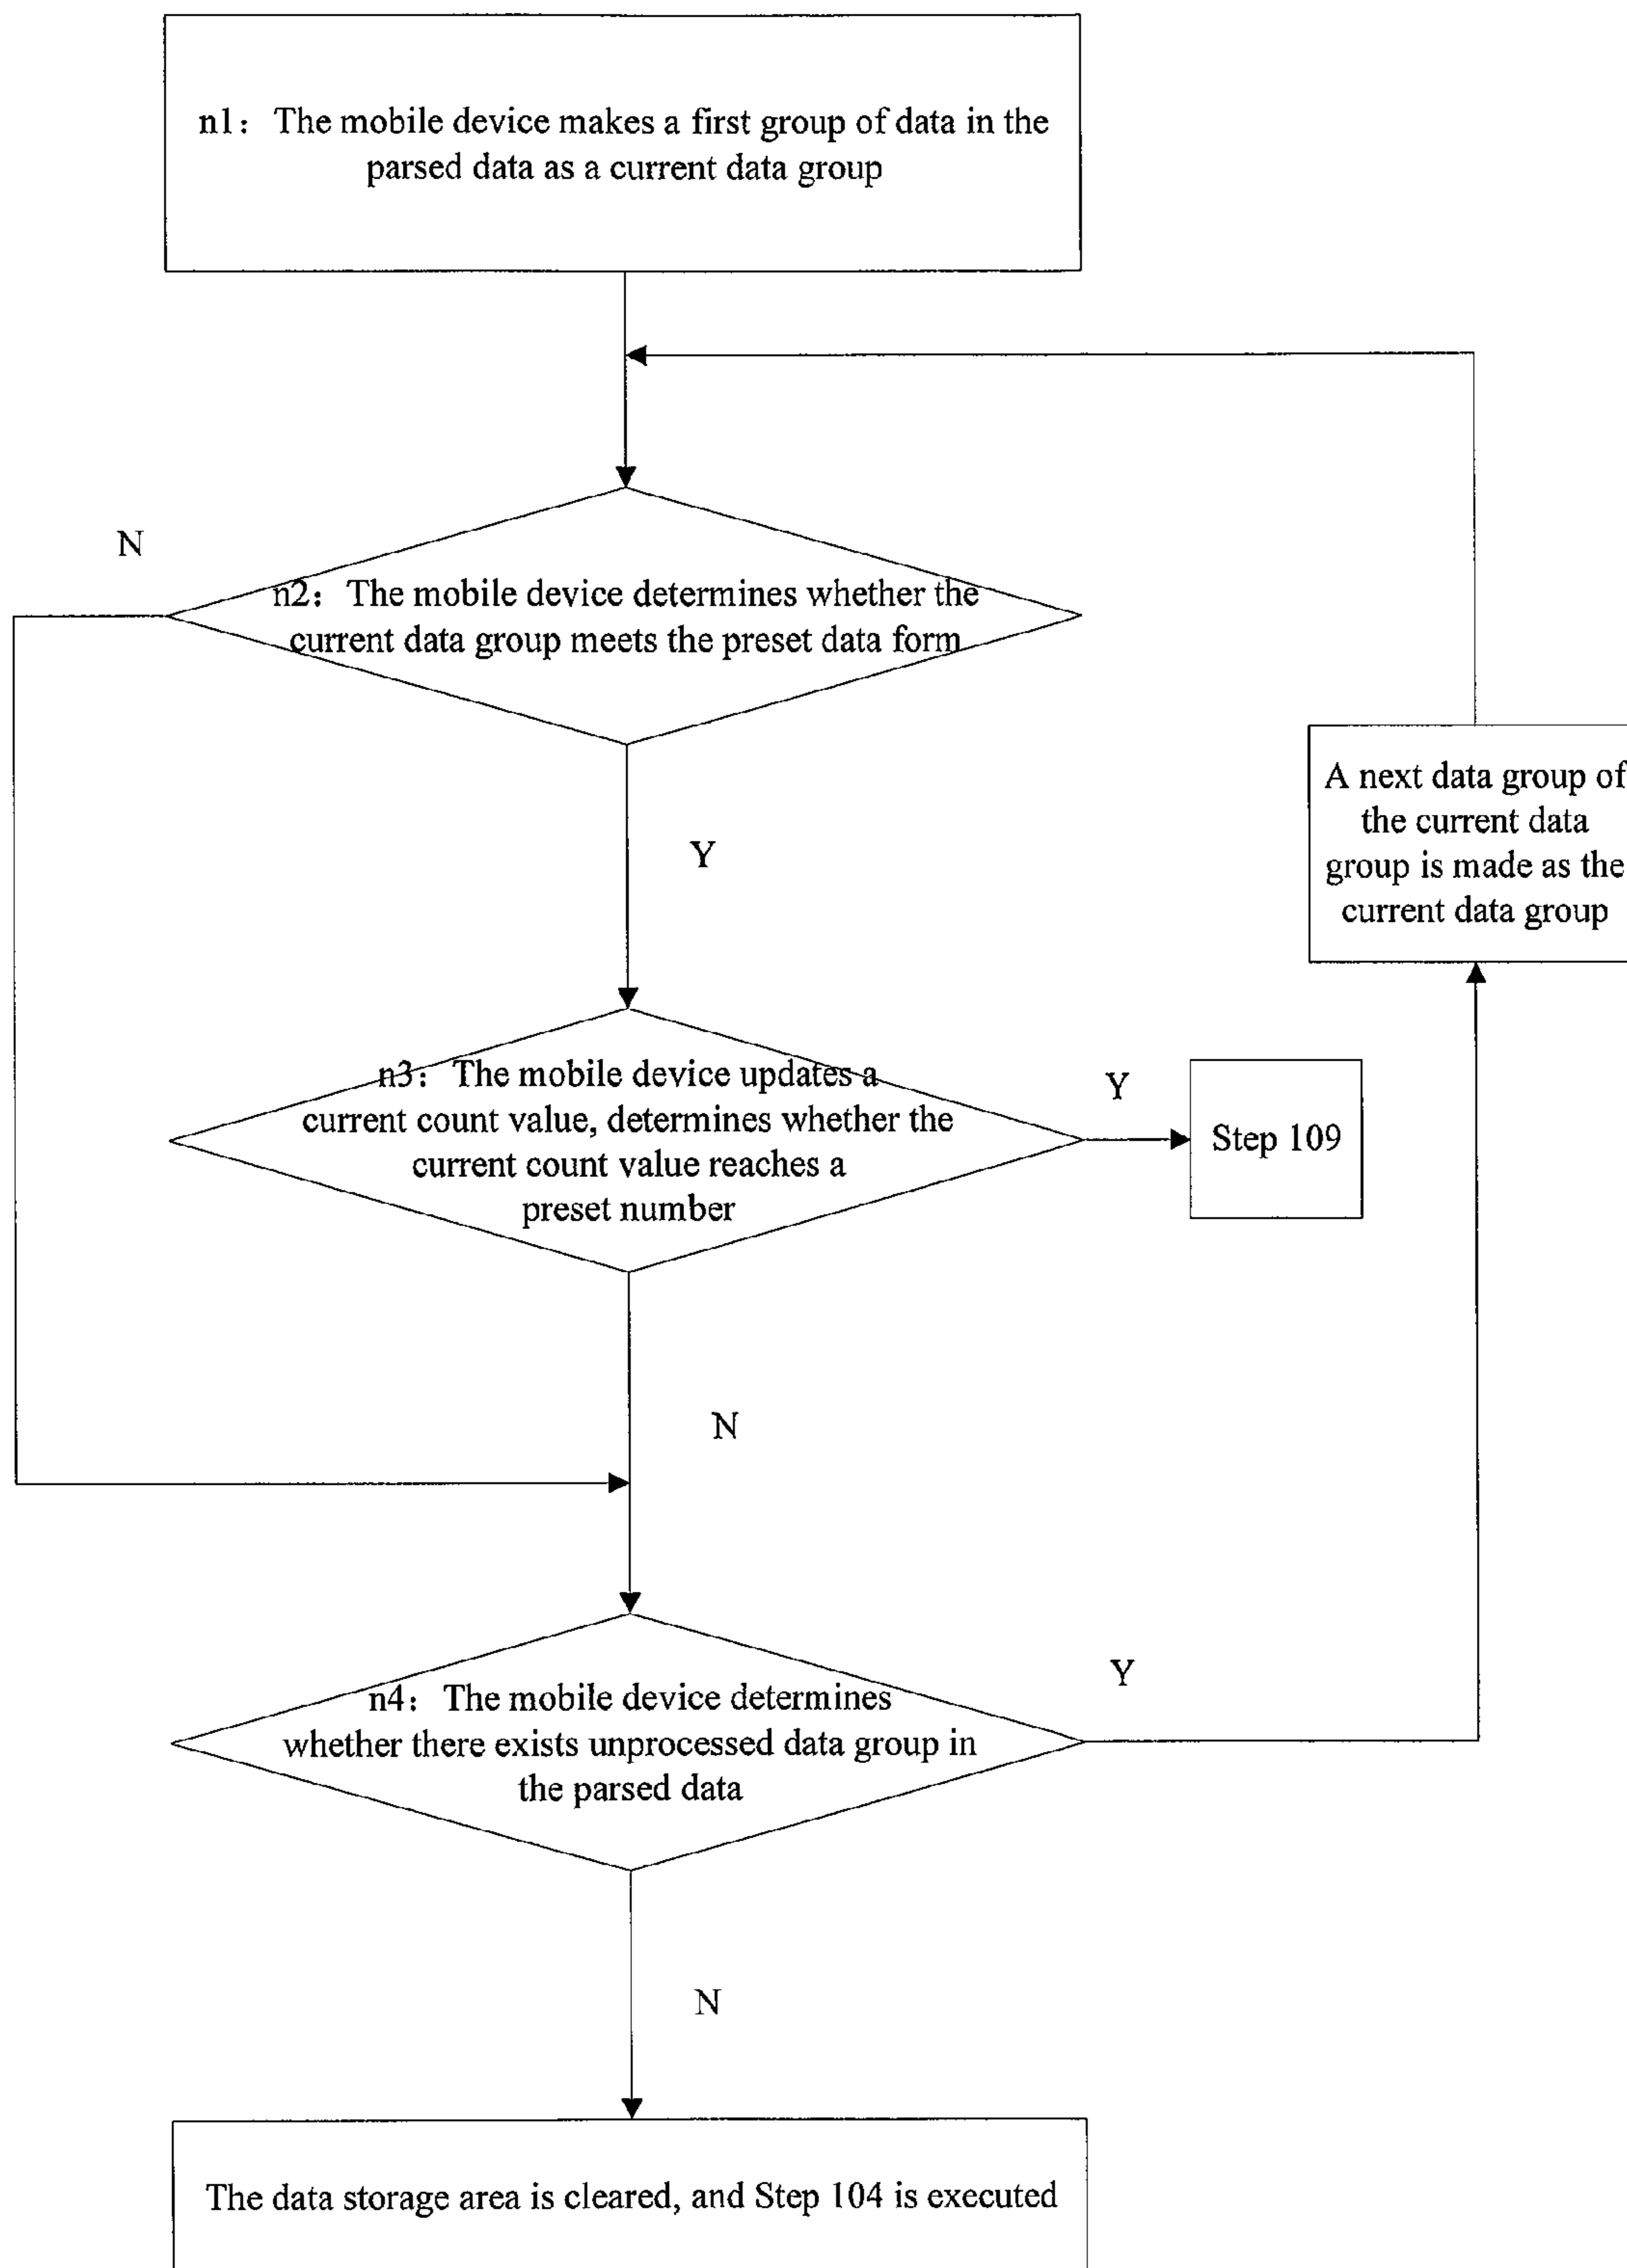 n1：The mobile device makes a first group of data in the
parsed data as a current data group
N
n2：The mobile device determines whether the
current data group meets the preset data form
A next data group of
the current data
group is made as the
current data group
Y
n3：The mobile device updates a
current count value, determines whether the
current count value reaches a
preset number
Y
Step 109
N
n4：The mobile device determines
whether there exists unprocessed data group in
the parsed data
Y
N
The data storage area is cleared, and Step 104 is executed